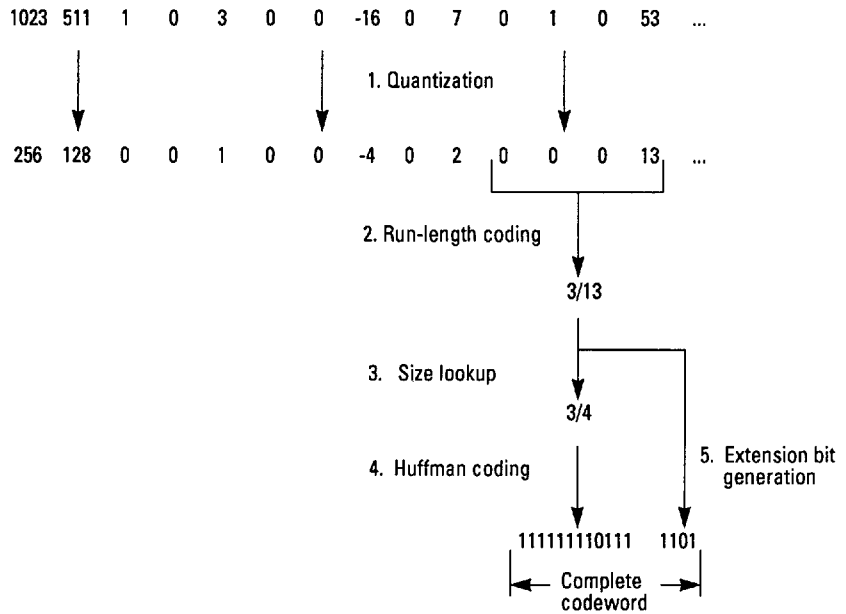 1023 511 1 0 3 0 0 -16 0 7 0 1 0 53 ...
1. Quantization
256 128 0 0 1 0 0 -4 0 2 0 0 0 13 ...
2. Run-length coding
3/13
3. Size lookup
3/4
4. Huffman coding
5. Extension bit
generation
111111110111 1101
Complete
codeword